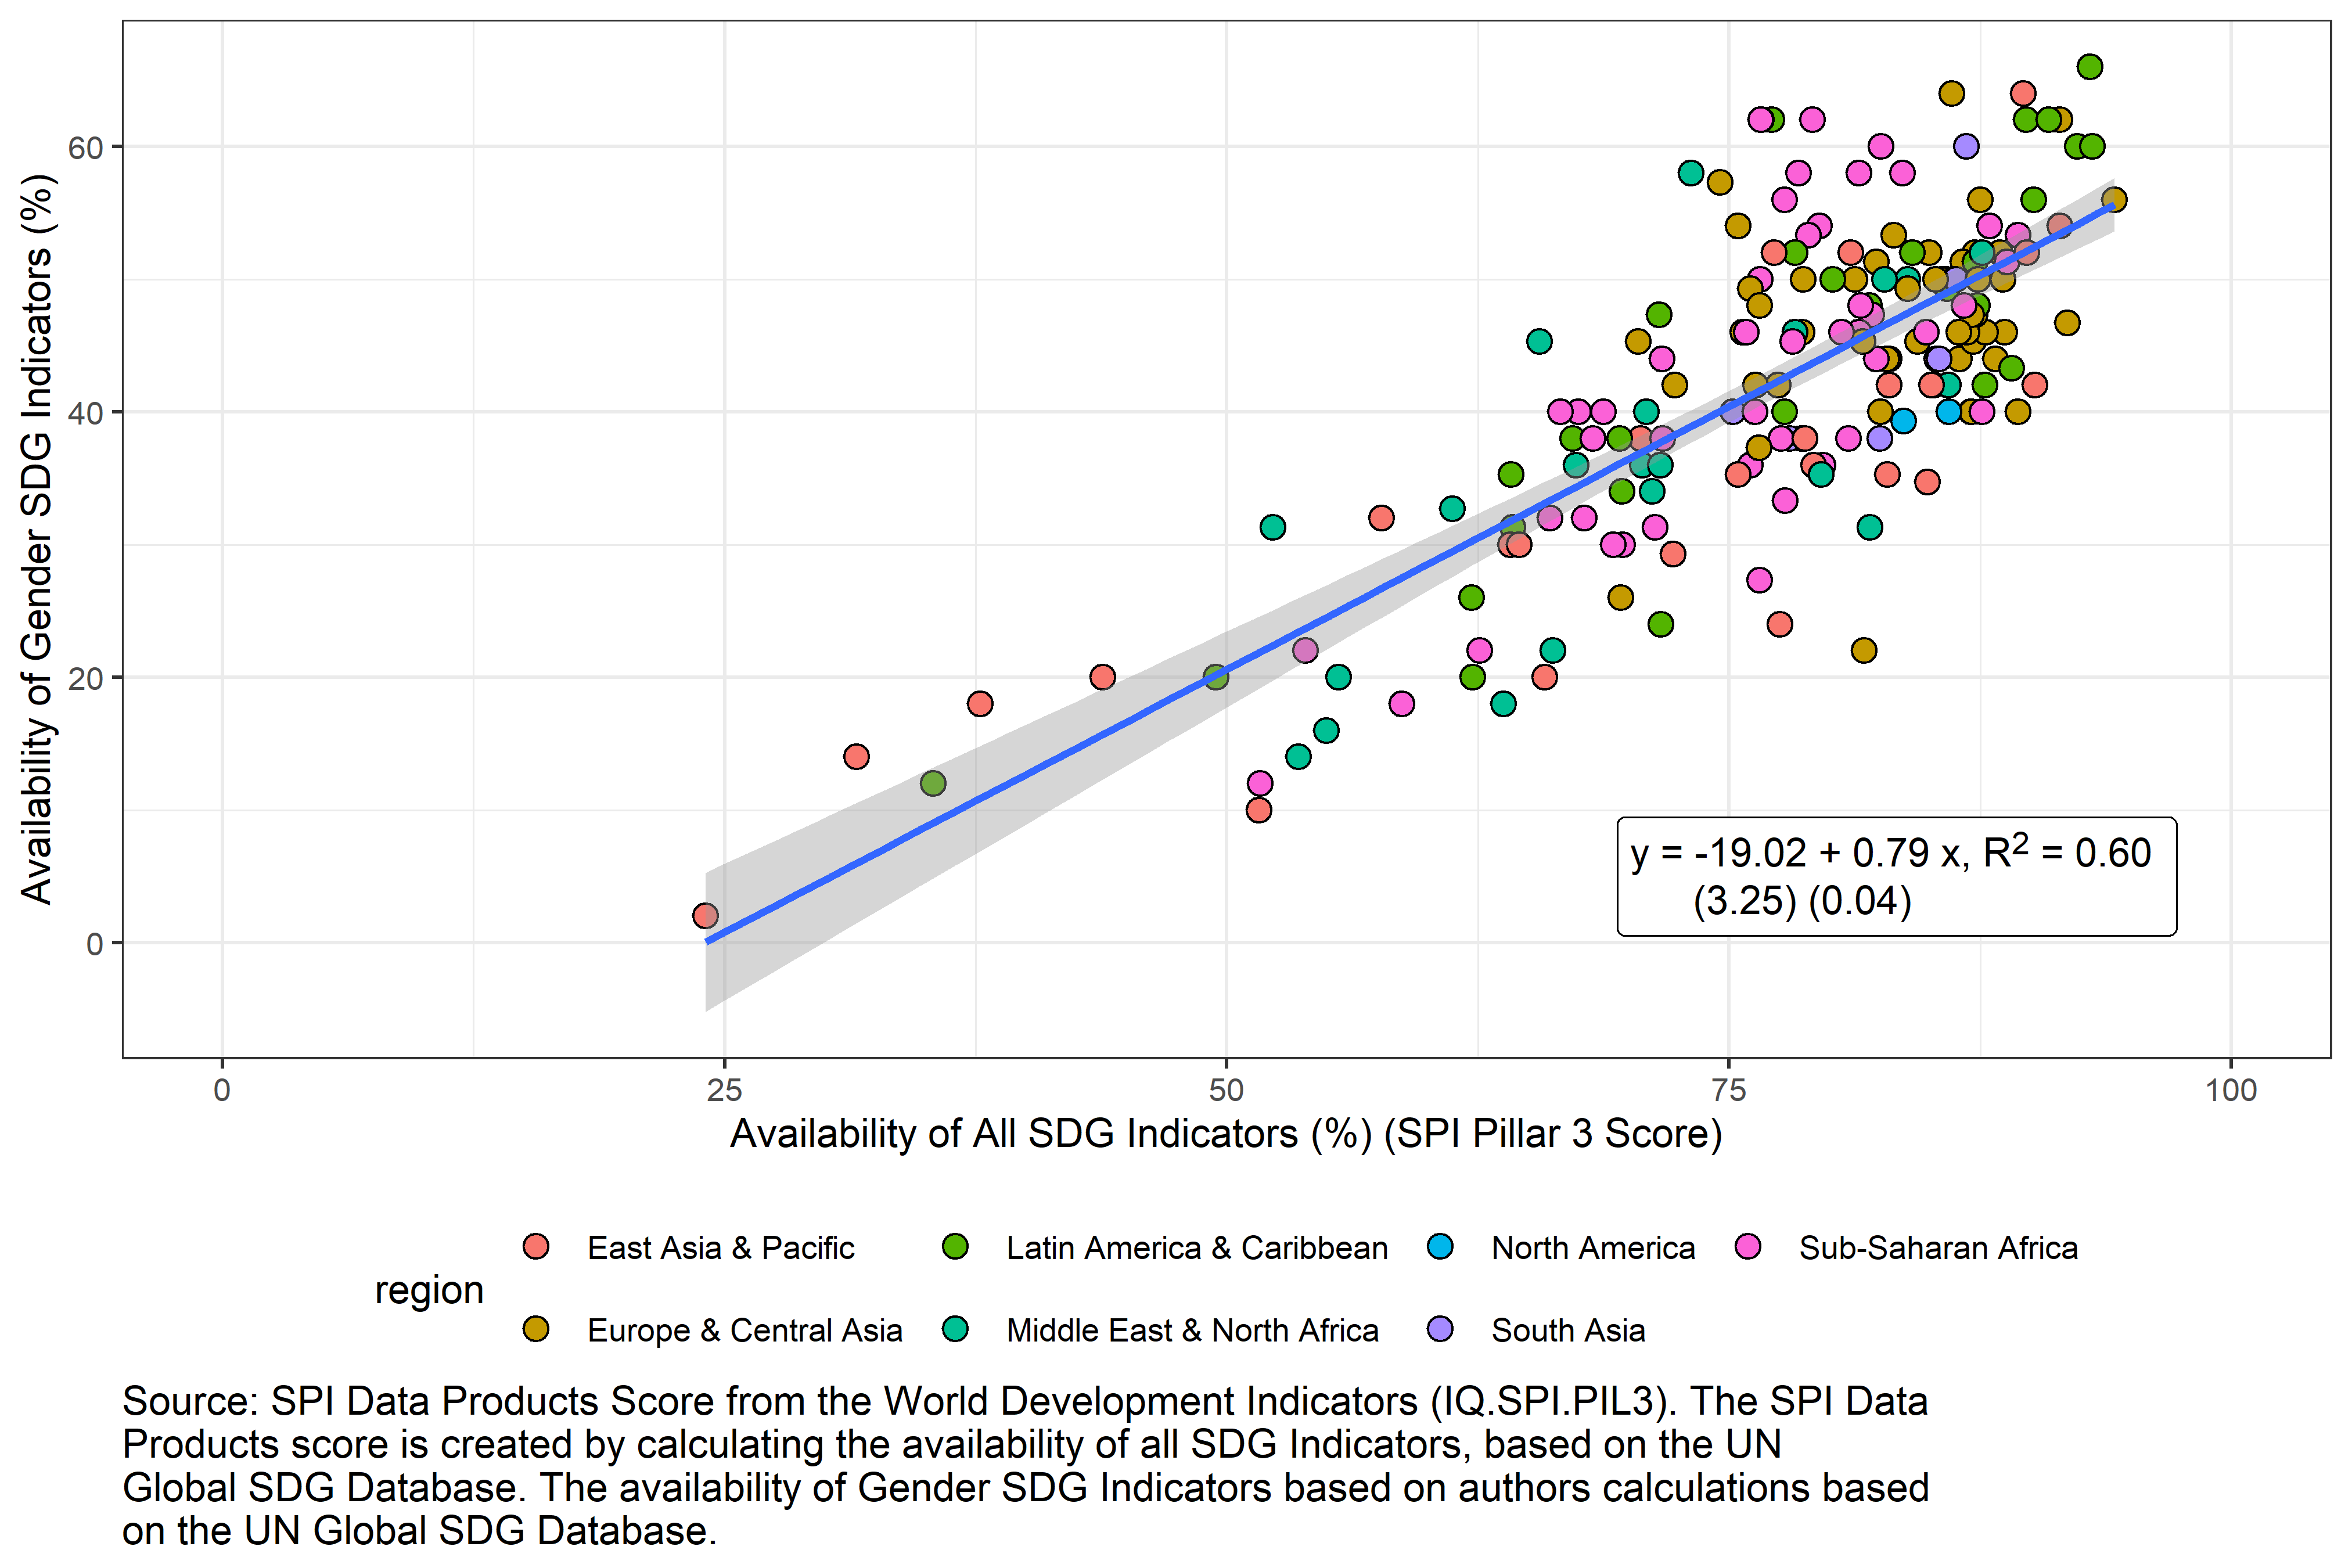 Availability of Gender SDG Indicators (%)
60
40
20
0
y = -19.02 + 0.79 x, R² = 0.60
(3.25) (0.04)
0 25 50 75 100
Availability of All SDG Indicators (%) (SPI Pillar 3 Score)
region
East Asia & Pacific
Europe & Central Asia
Latin America & Caribbean
Middle East & North Africa
North America
South Asia
Sub-Saharan Africa
Source: SPI Data Products Score from the World Development Indicators (IQ.SPI.PIL3). The SPI Data
Products score is created by calculating the availability of all SDG Indicators, based on the UN
Global SDG Database. The availability of Gender SDG Indicators based on authors calculations based
on the UN Global SDG Database.